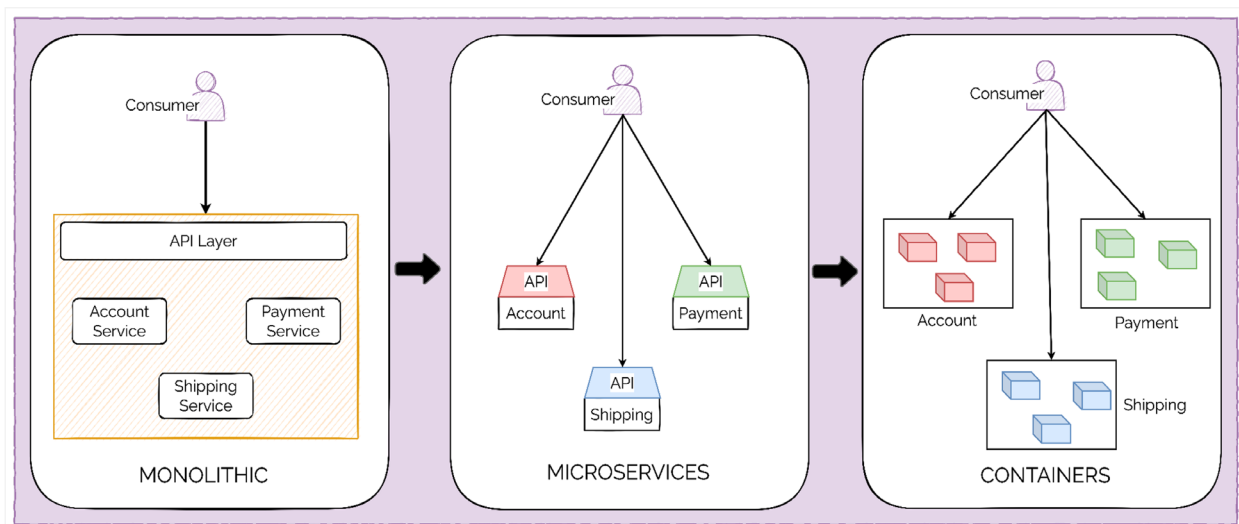 Consumer
API Layer
Account
Service
Payment
Service
Shipping
Service
MONOLITHIC
Consumer
API
Account
API
Payment
API
Shipping
MICROSERVICES
Consumer
Account
Payment
Shipping
CONTAINERS